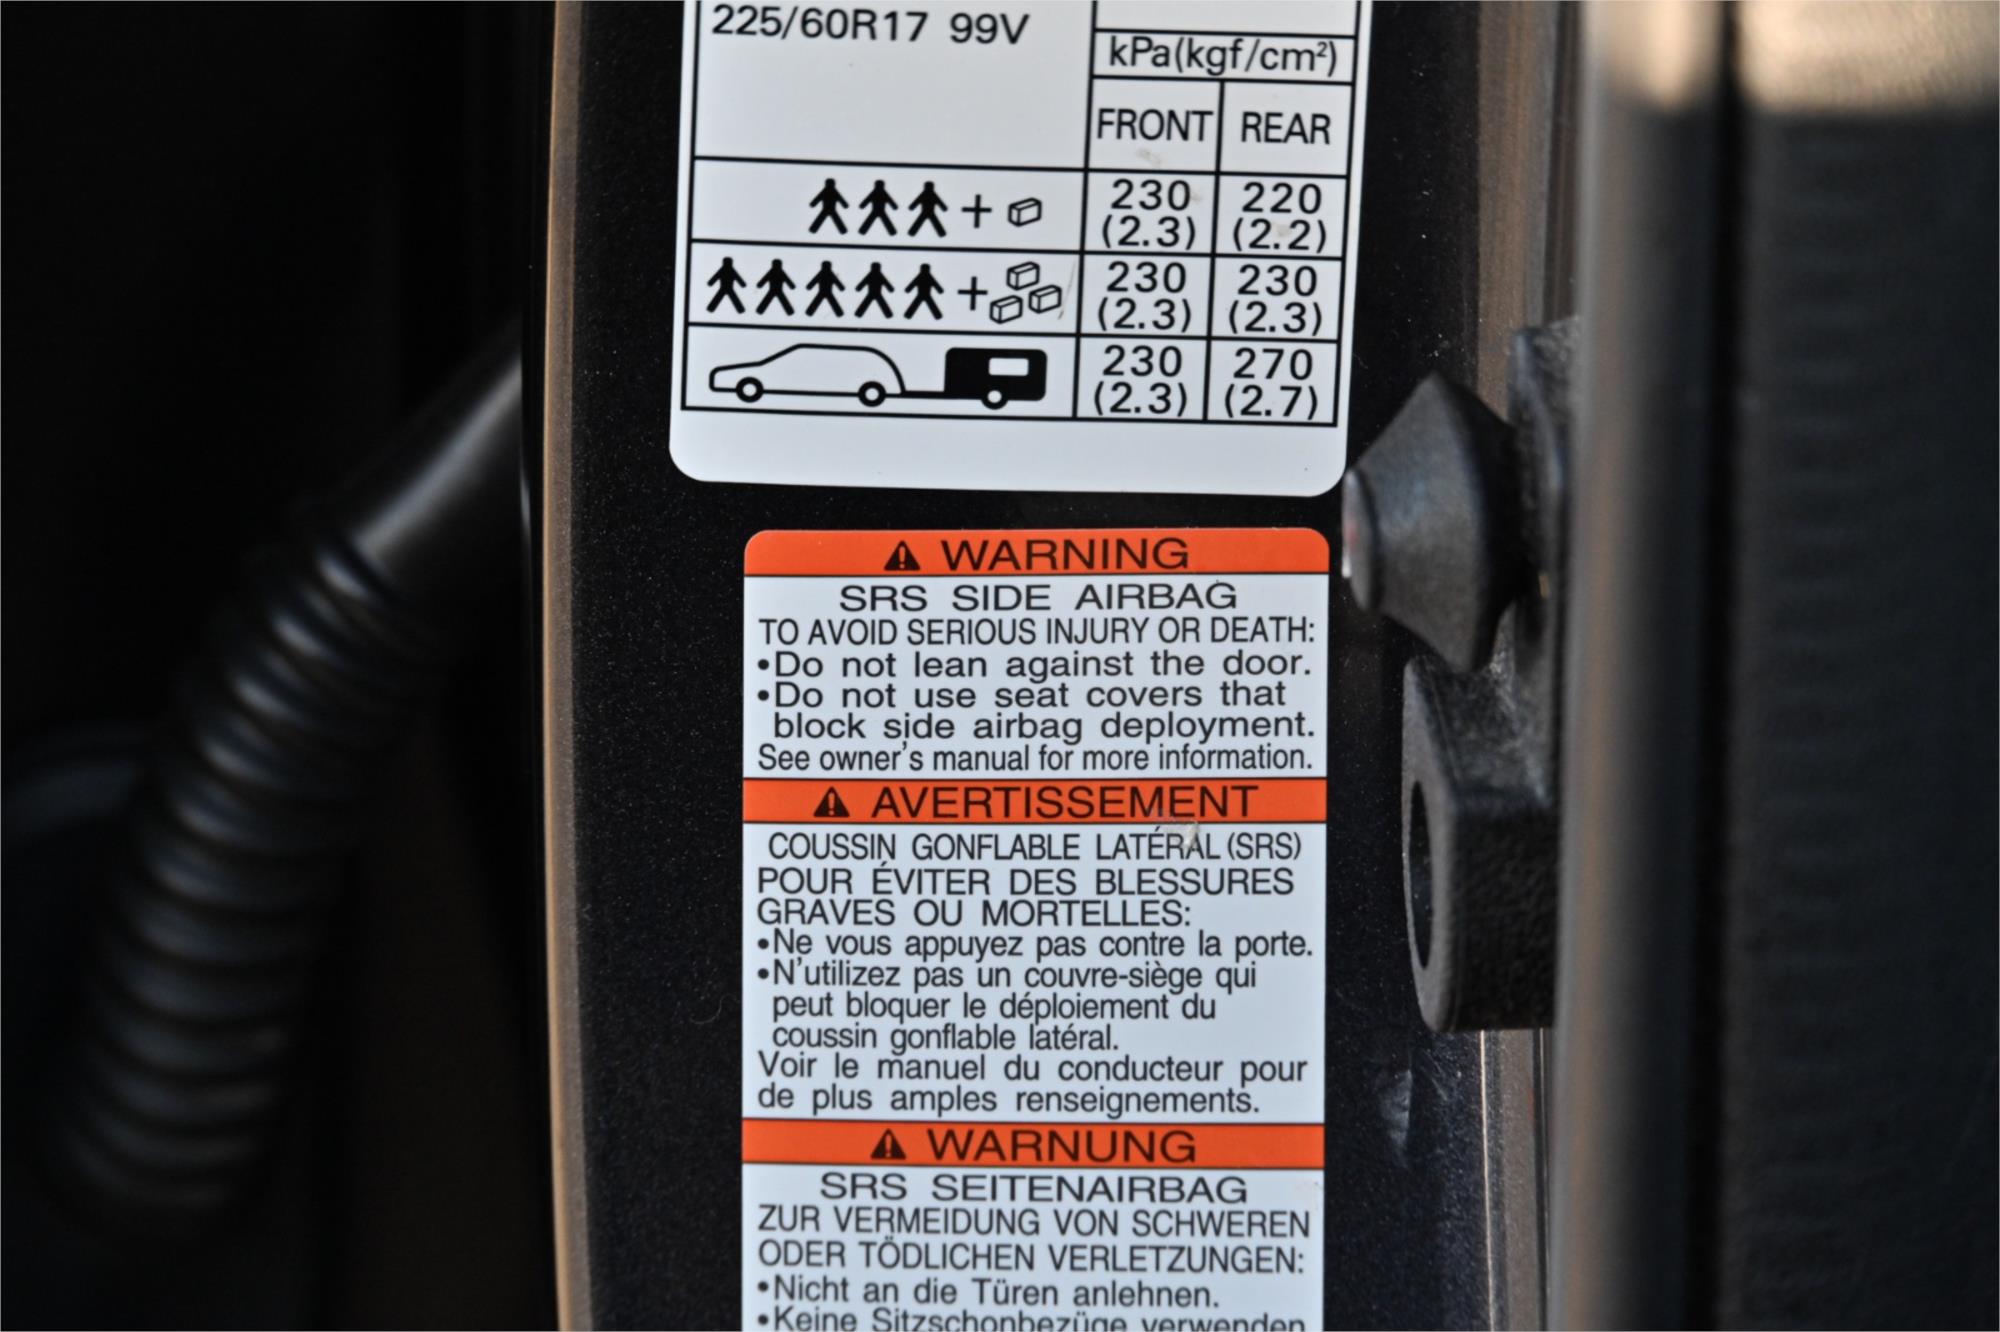 225/60R17 99V
kPa(kgf/cm²)
FRONT REAR
+ 230 220
(2.3) (2.2)
+ 230 230
(2.3) (2.3)
230 270
(2.3) (2.7)
WARNING
SRS SIDE AIRBAG
TO AVOID SERIOUS INJURY OR DEATH:
•Do not lean against the door.
•Do not use seat covers that
block side airbag deployment.
See owner's manual for more information.
AVERTISSEMENT
COUSSIN GONFLABLE LATÉRAL (SRS)
POUR ÉVITER DES BLESSURES
GRAVES OU MORTELLES:
•Ne vous appuyez pas contre la porte.
•N'utilizez pas un couvre-siège qui
peut bloquer le déploiement du
coussin gonflable latéral.
Voir le manuel du conducteur pour
de plus amples renseignements.
WARNUNG
SRS SEITENAIRBAG
ZUR VERMEIDUNG VON SCHWEREN
ODER TÖDLICHEN VERLETZUNGEN:
•Nicht an die Türen anlehnen.
•Keine Sitzschonbezüge verwenden